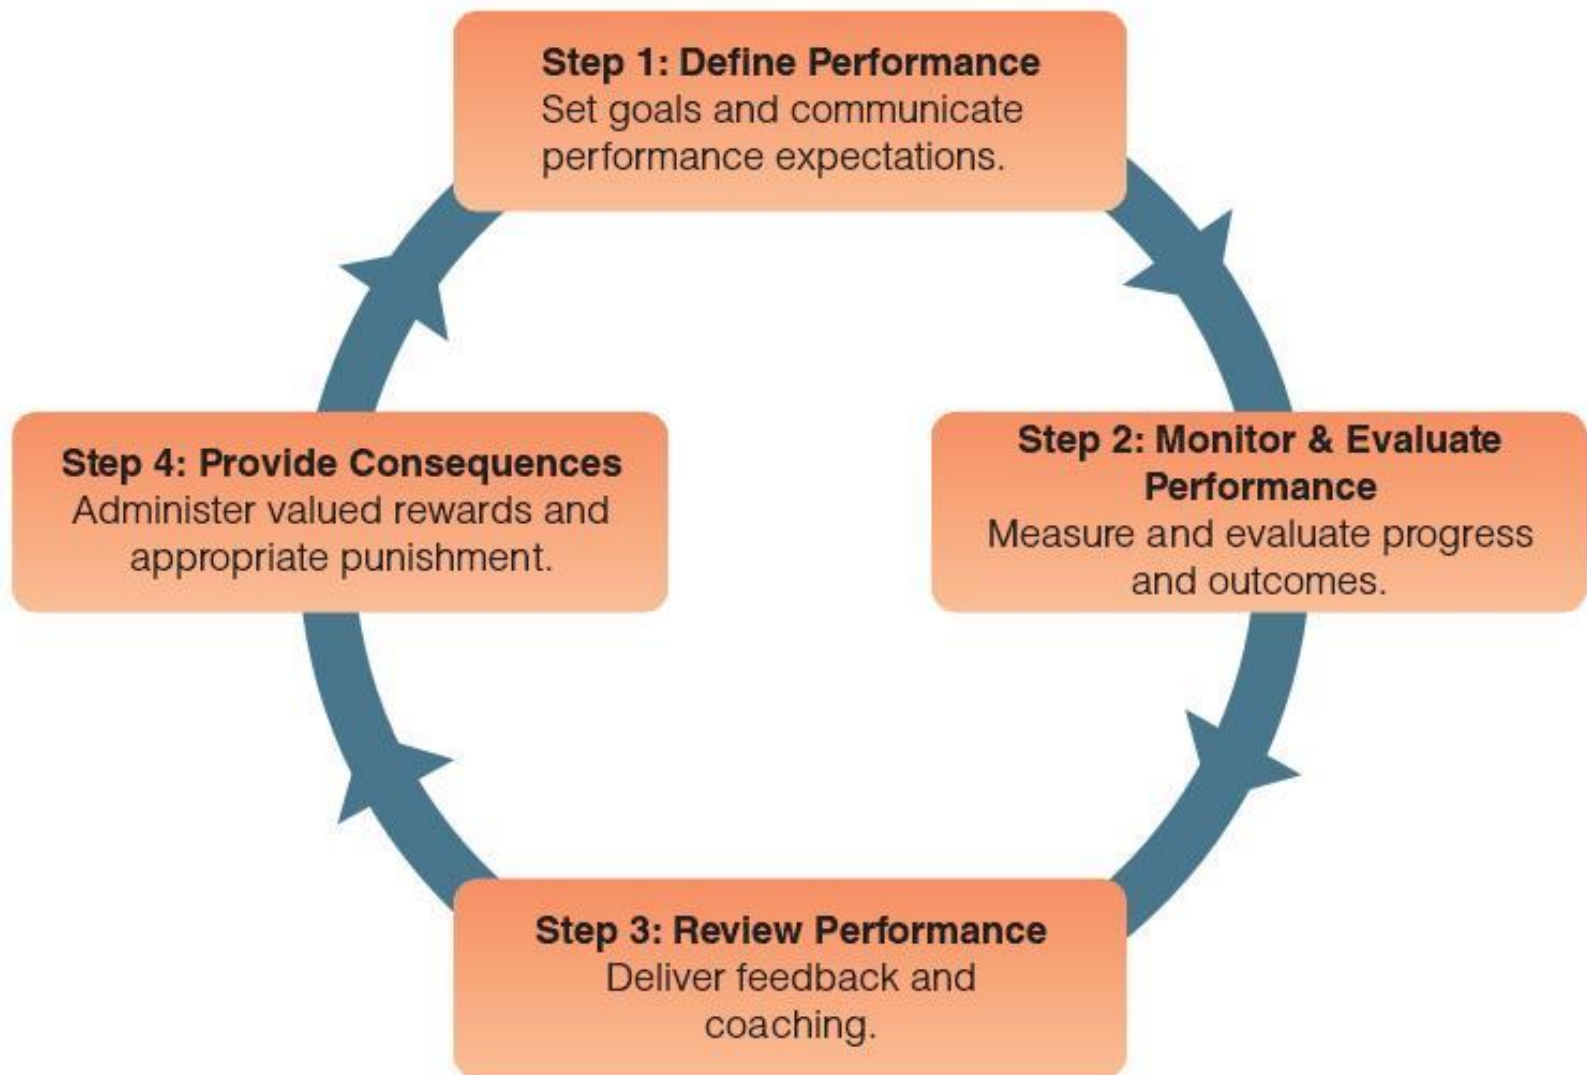 Step 1: Define Performance
Set goals and communicate
performance expectations.
Step 2: Monitor & Evaluate
Performance
Measure and evaluate progress
and outcomes.
Step 3: Review Performance
Deliver feedback and
coaching.
Step 4: Provide Consequences
Administer valued rewards and
appropriate punishment.